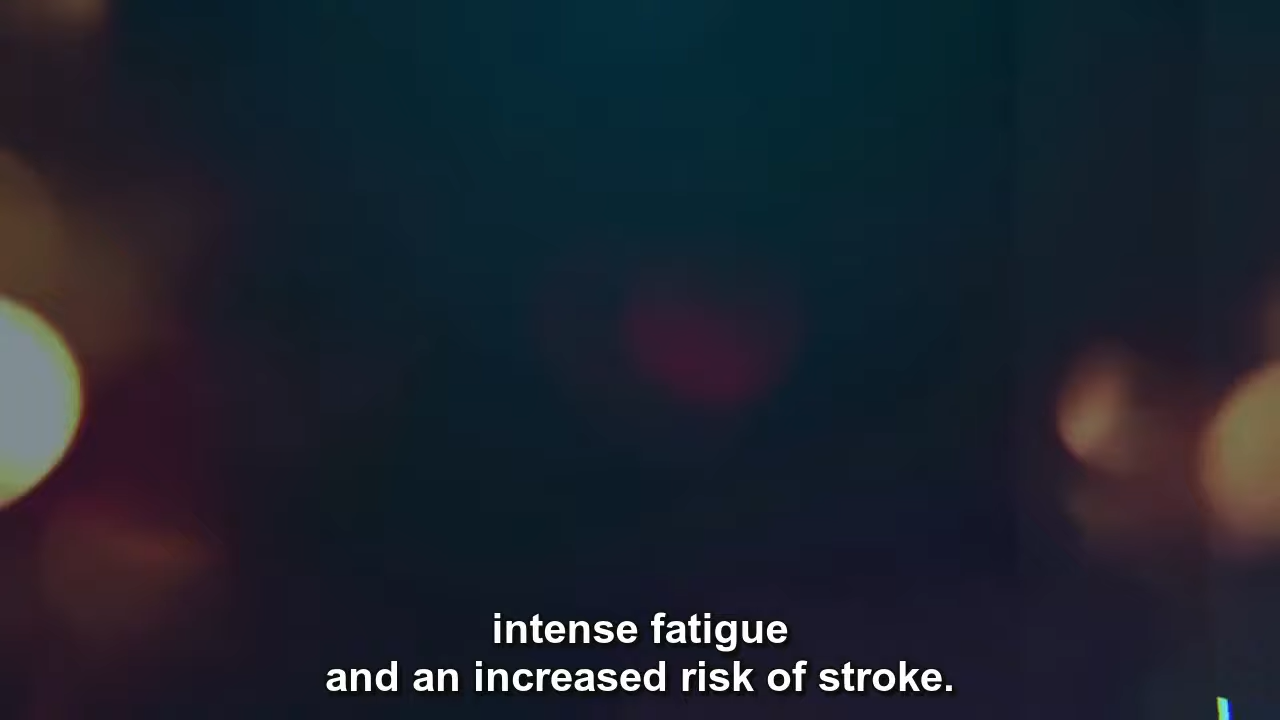 intense fatigue
and an increased risk of stroke.